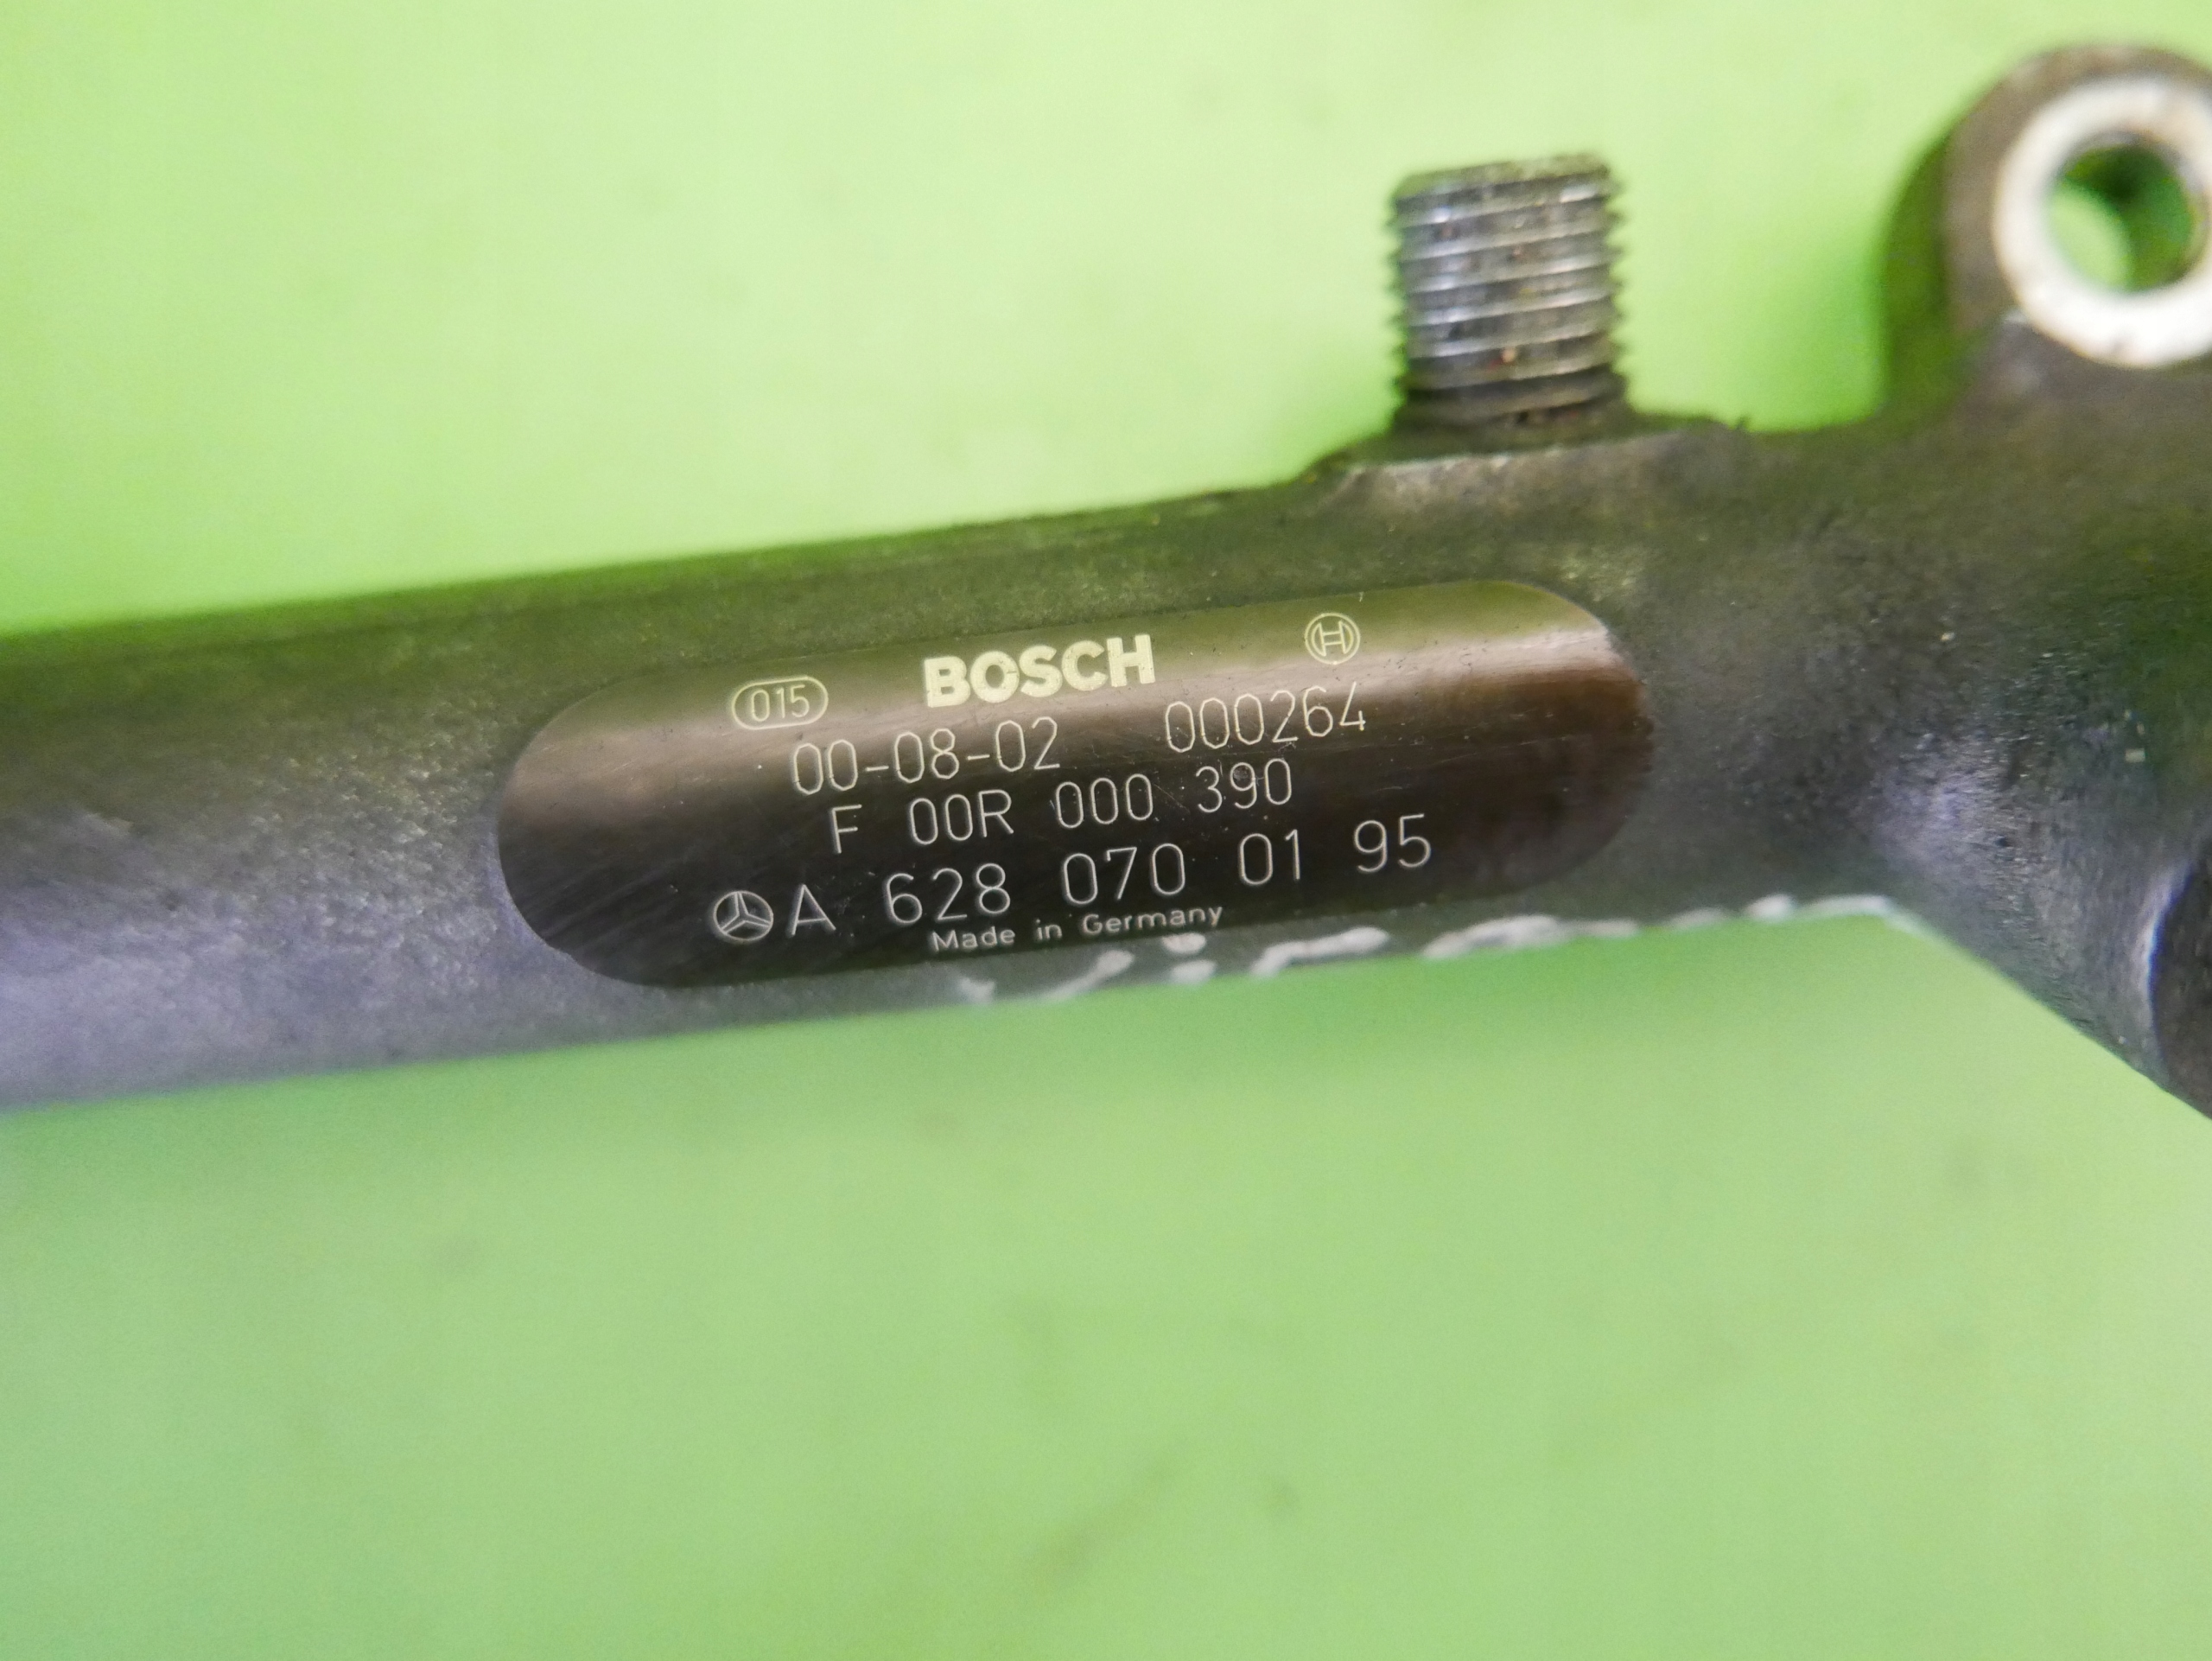 015 BOSCH
00-08-02 000264
F 00R 000 390
A 628 070 01 95
Made in Germany